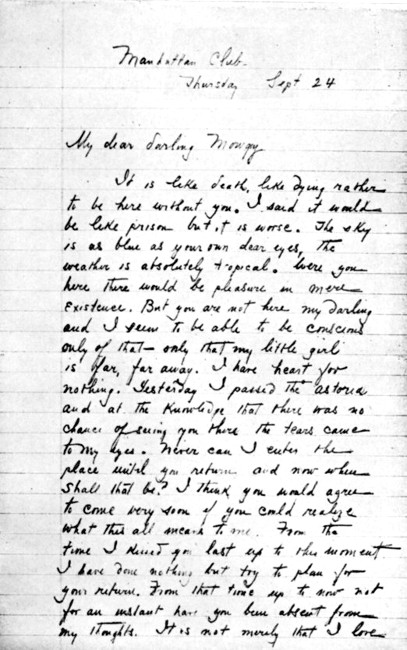 Manhattan Club.
Thursday Sept 24
My dear darling Mowgy
It is like death, like dying rather
to be here without you. I said it would
be like prison but it is worse. The sky
is as blue as your own dear eyes, the
weather is absolutely tropical. Were you
here there would be pleasure in mere
existence. But you are not here my darling
and I seem to be able to be conscious
only of that – only that my little girl
is far, far away. I have heart for
nothing. Yesterday I passed the astoria
and at the knowledge that there was no
chance of seeing you there the tears came
to my eyes. Never can I enter the
place until you return and now when
shall that be? I think you would agree
to come very soon if you could realize
what this all means to me. From the
time I kissed you last up to this moment
I have done nothing but try to plan for
your return. From that time up to now not
for an instant have you been absent from
my thoughts. It is not merely that I love